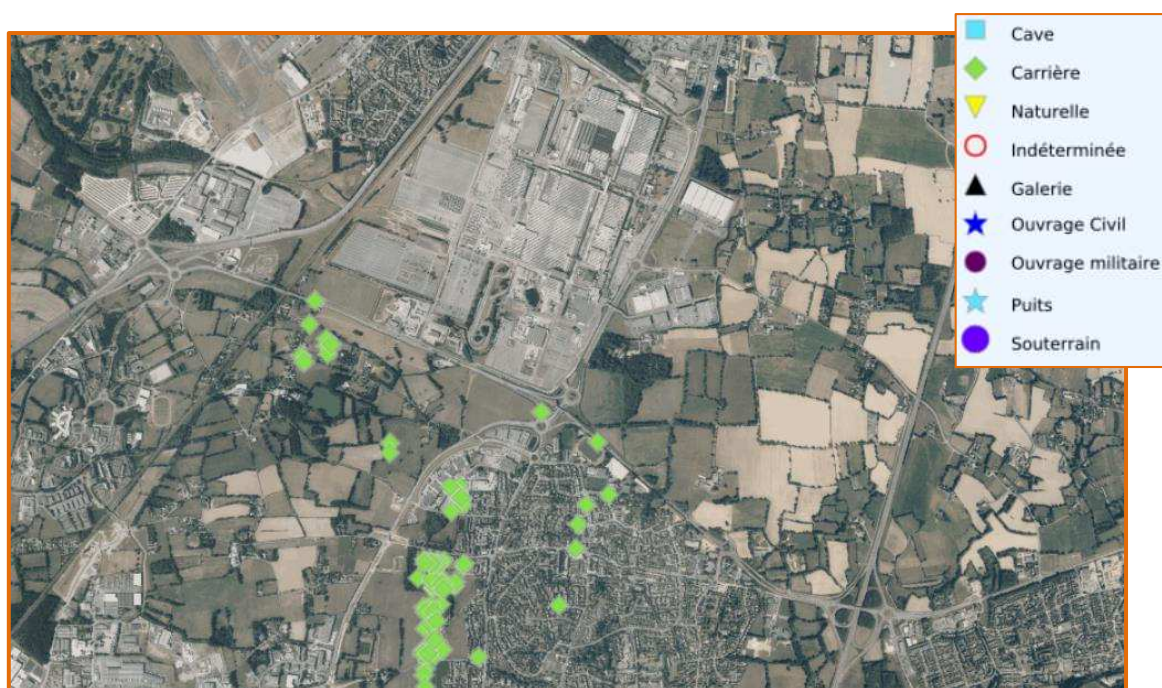 Cave
Carrière
Naturelle
Indéterminée
Galerie
Ouvrage Civil
Ouvrage militaire
Puits
Souterrain